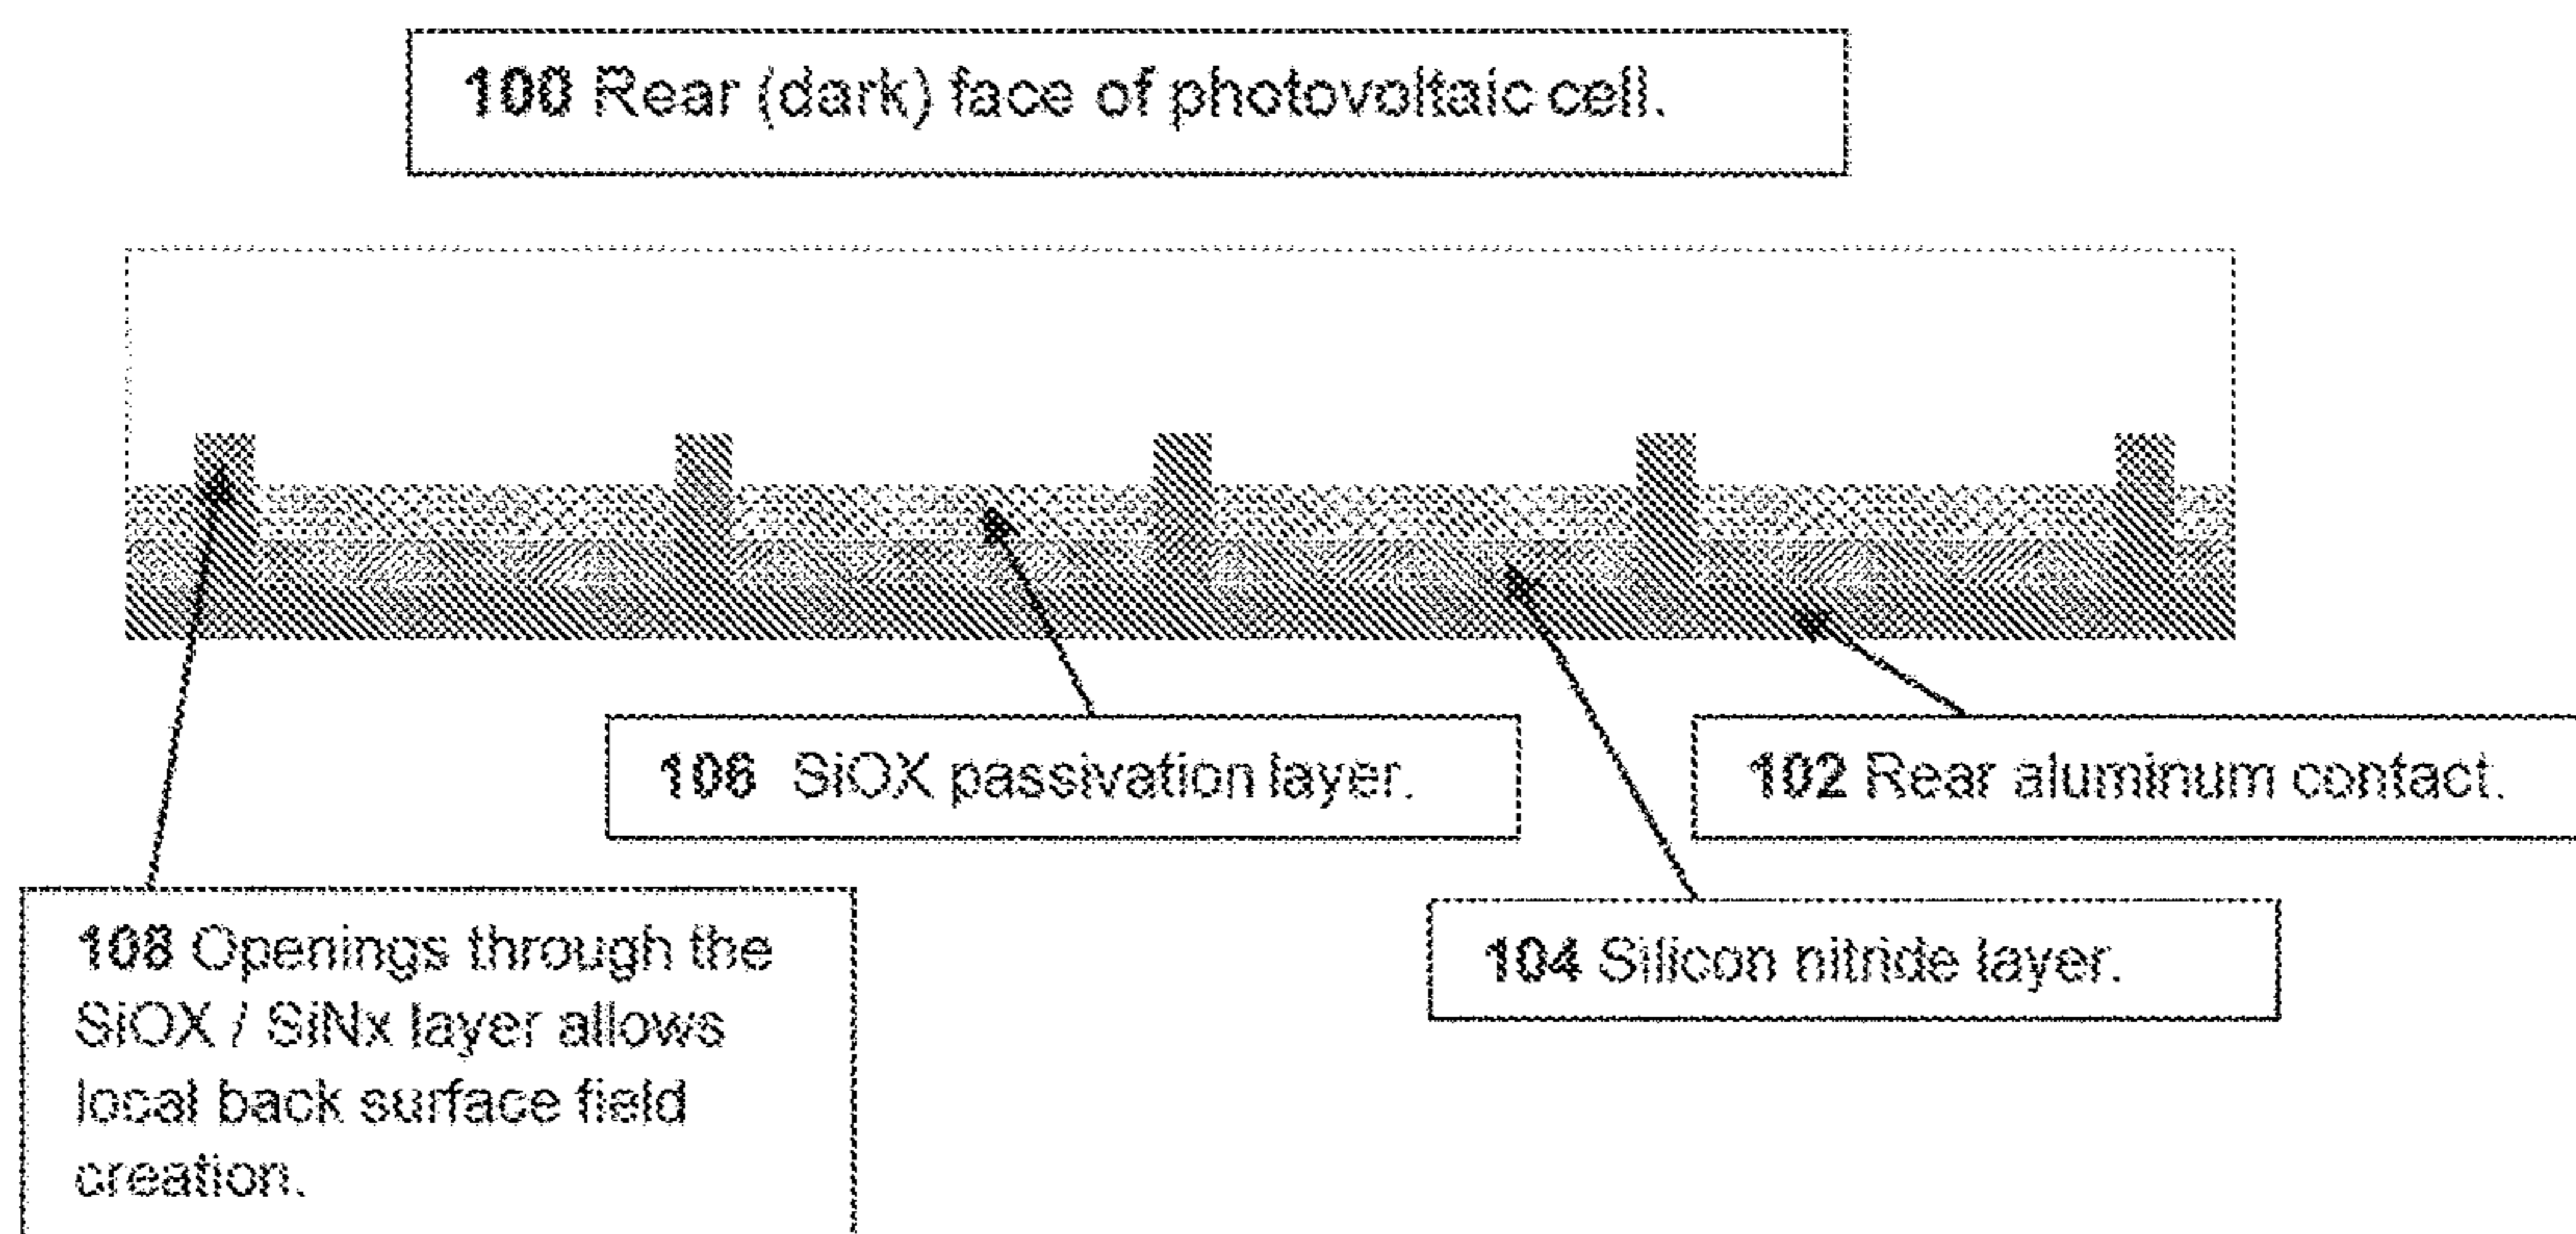 100 Rear (dark) face of photovoltaic cell.
106 SiOX passivation layer.
102 Rear aluminum contact.
108 Openings through the
SiOX / SiNx layer allows
local back surface field
creation.
104 Silicon nitride layer.